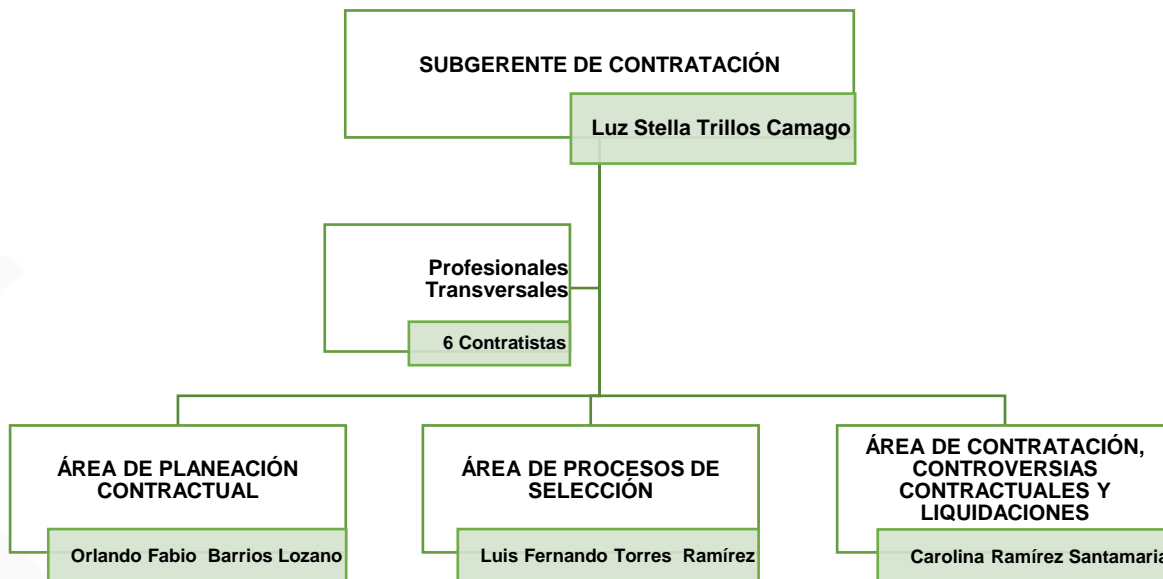 SUBGERENTE DE CONTRATACIÓN
Luz Stella Trillos Camago
Profesionales
Transversales
6 Contratistas
ÁREA DE PLANEACIÓN
CONTRACTUAL
Orlando Fabio Barrios Lozano
ÁREA DE PROCESOS DE
SELECCIÓN
Luis Fernando Torres Ramírez
ÁREA DE CONTRATACIÓN,
CONTROVERSIAS
CONTRACTUALES Y
LIQUIDACIONES
Carolina Ramírez Santamaria